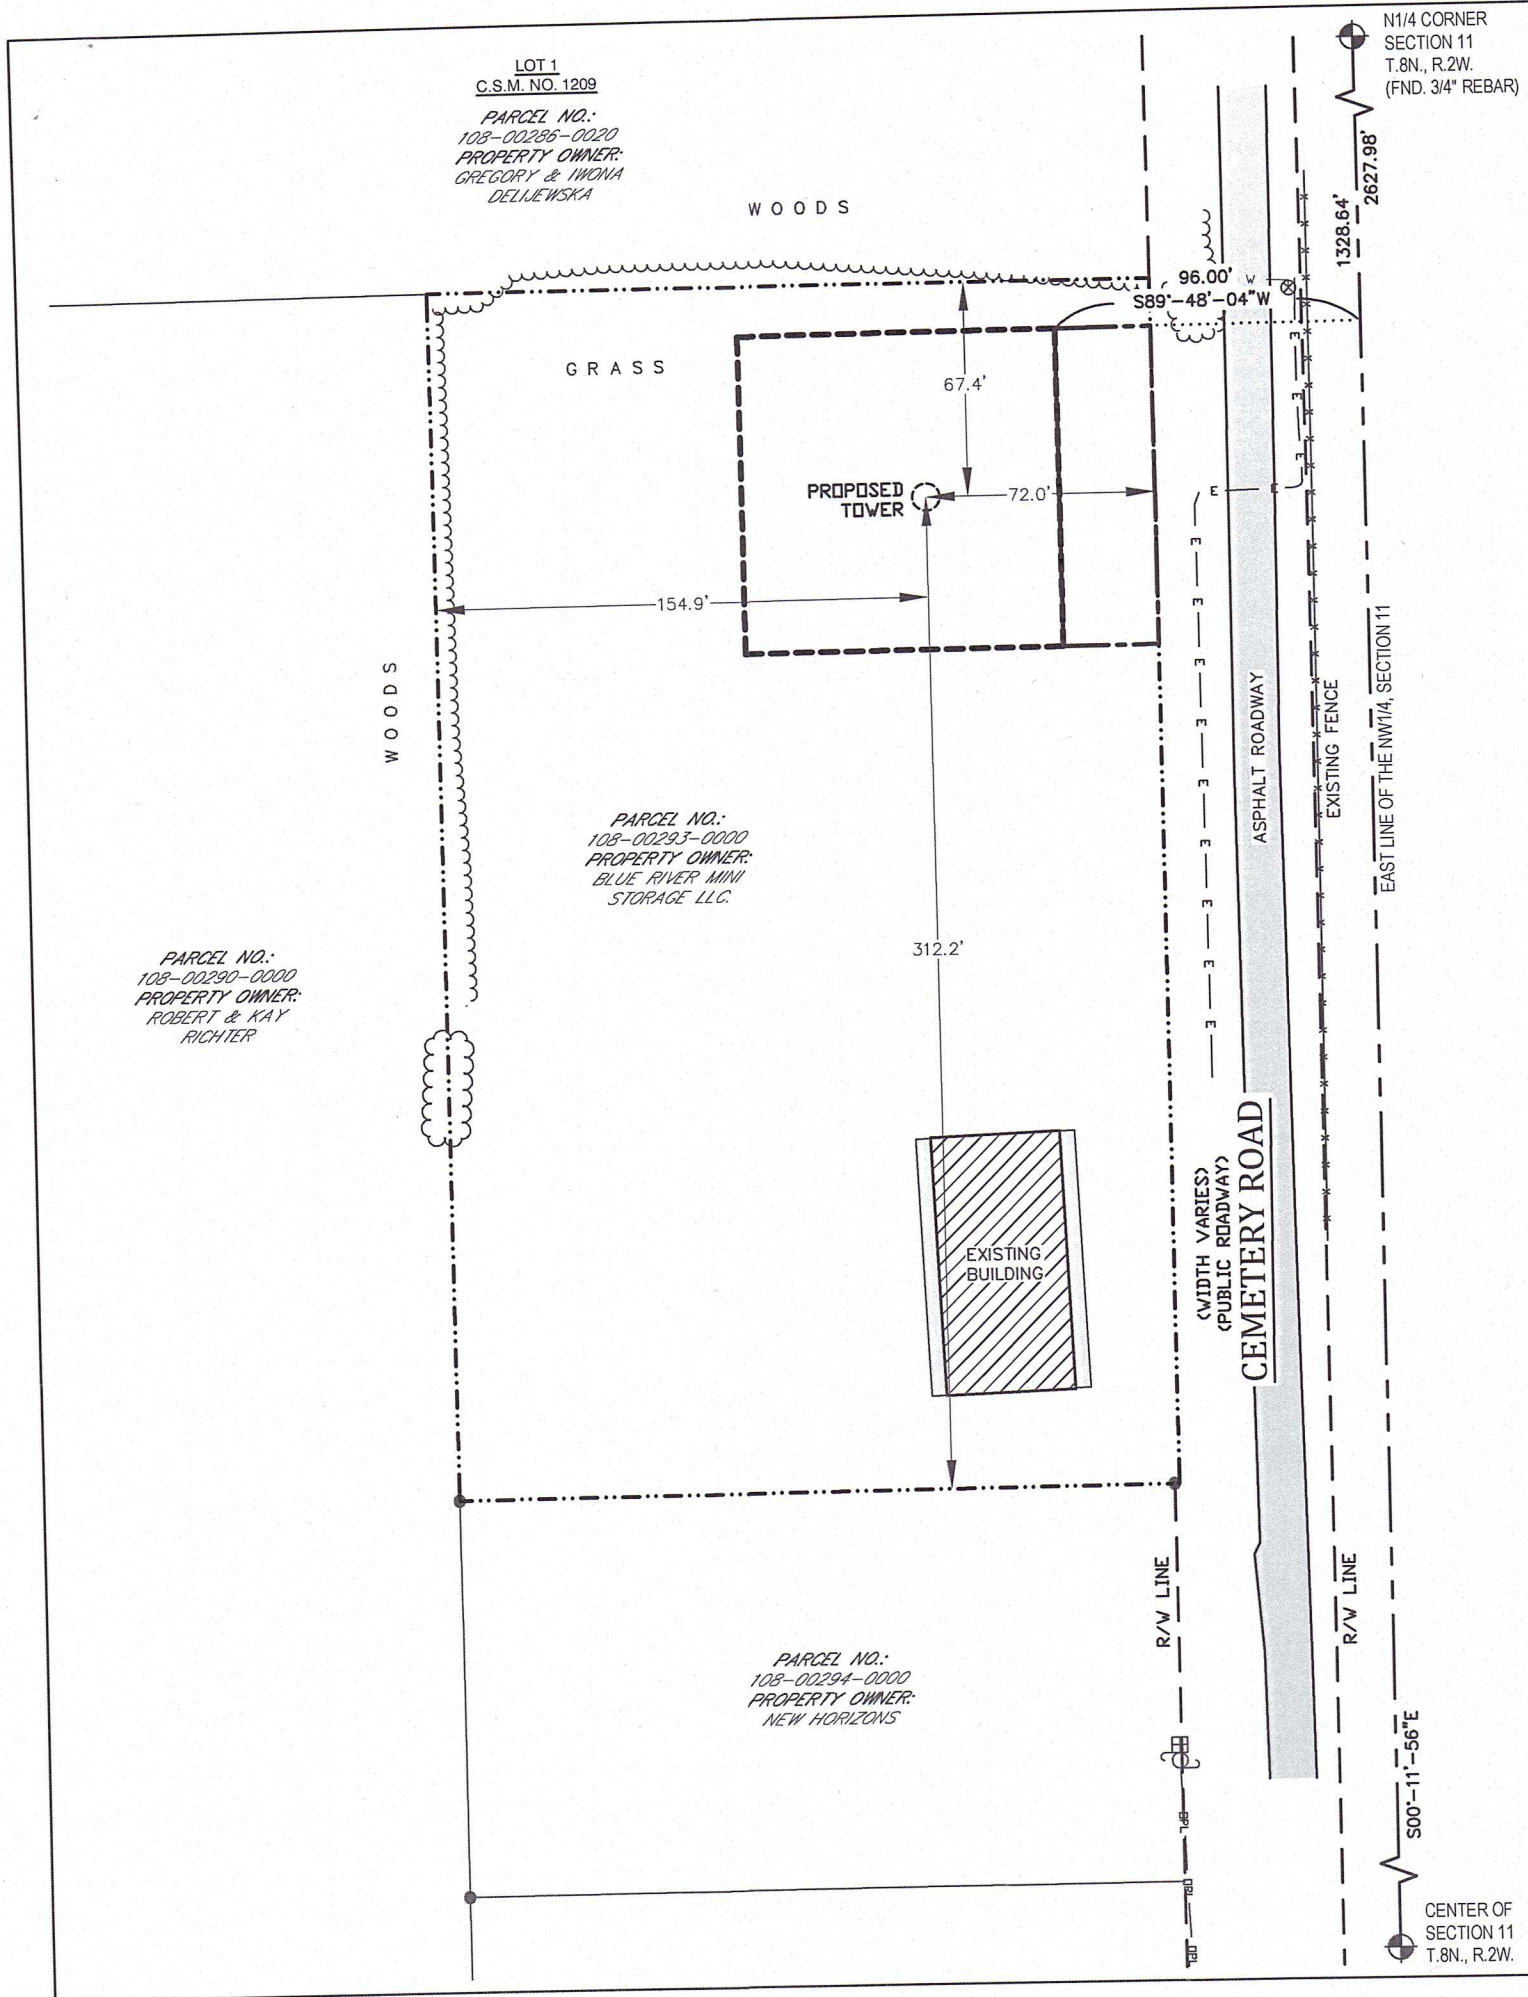 N1/4 CORNER
SECTION 11
T.8N., R.2W.
(FND. 3/4" REBAR)
LOT 1
C.S.M. NO. 1209
PARCEL NO.:
108-00286-0020
PROPERTY OWNER:
GREGORY & IWONA
DELIJEWSKA
WOODS
1328.64'
2627.98'
96.00'
W
S89°-48'-04"W
GRASS
67.4'
PROPOSED
TOWER
72.0'
154.9'
E E
E
E
E
E
E
E
E
E
E
E
E
E
E
WOODS
ASPHALT ROADWAY
EXISTING FENCE
EAST LINE OF THE NW1/4, SECTION 11
PARCEL NO.:
108-00293-0000
PROPERTY OWNER:
BLUE RIVER MINI
STORAGE LLC.
312.2'
PARCEL NO.:
108-00290-0000
PROPERTY OWNER:
ROBERT & KAY
RICHTER
(WIDTH VARIES)
(PUBLIC ROADWAY)
CEMETERY ROAD
EXISTING
BUILDING
R/W LINE
R/W LINE
PARCEL NO.:
108-00294-0000
PROPERTY OWNER:
NEW HORIZONS
S00°-11'-56"E
OPL
OPL
OPL
CENTER OF
SECTION 11
T.8N., R.2W.